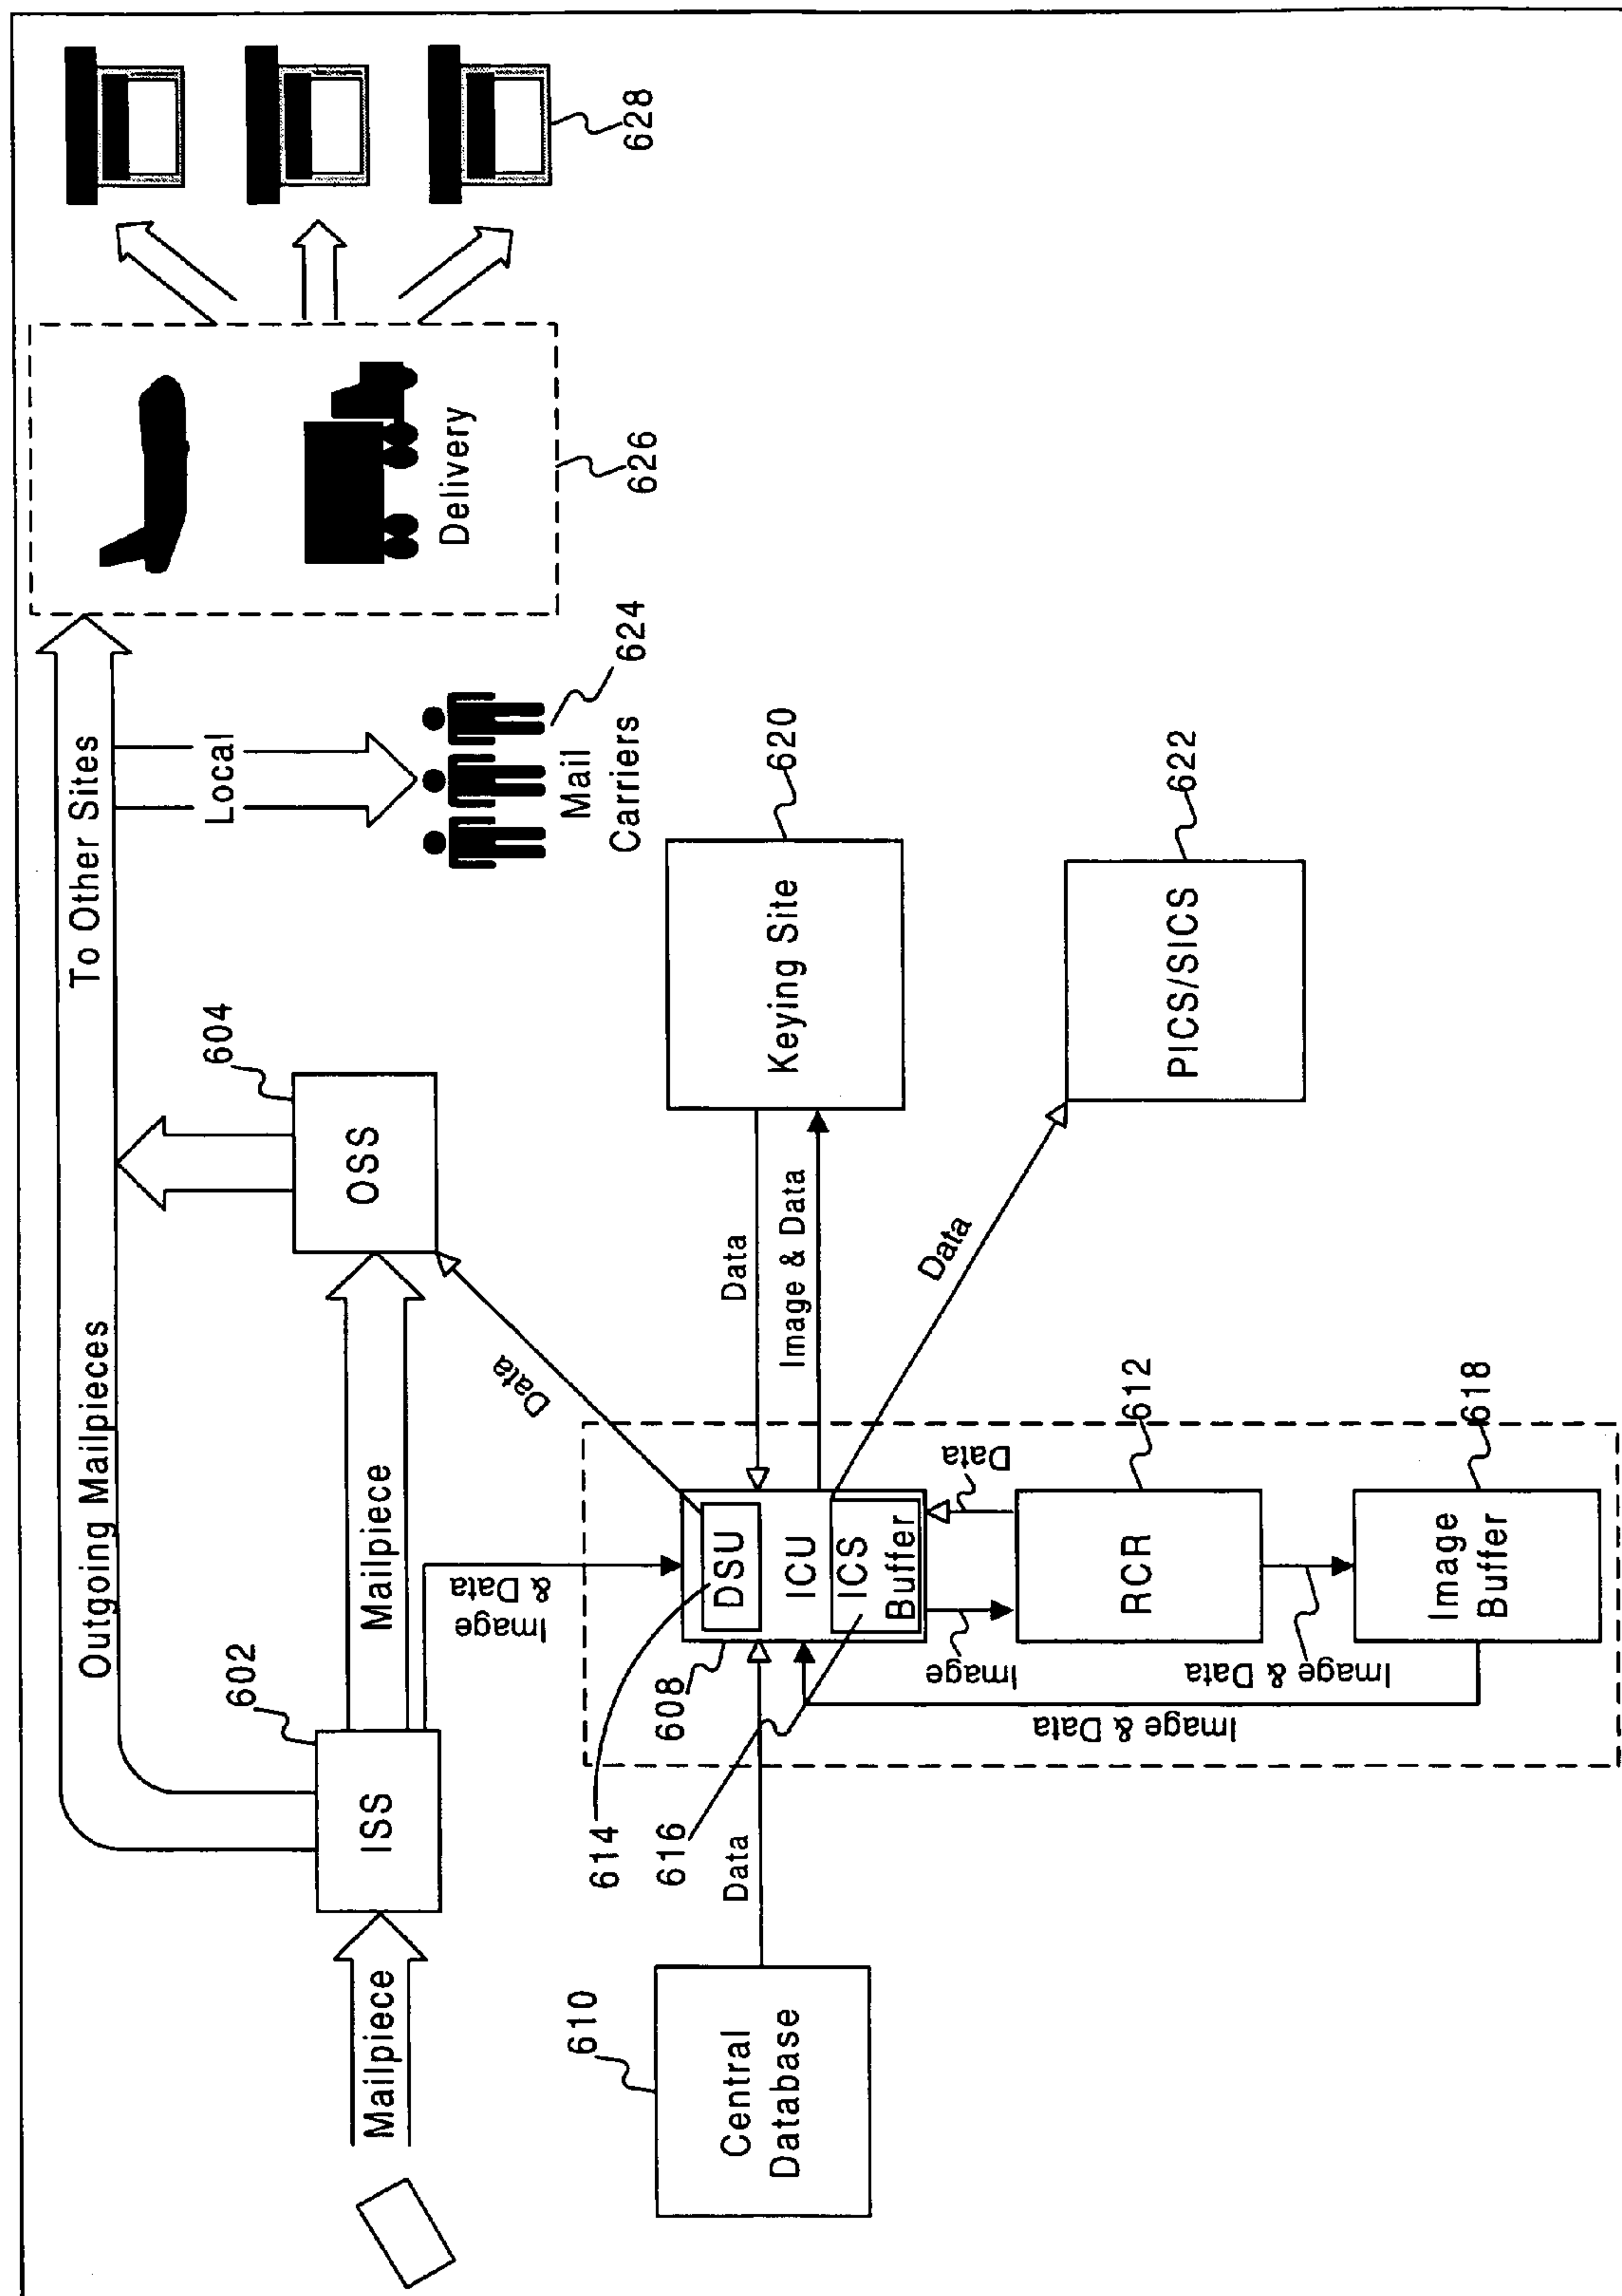 Outgoing Mailpieces
To Other Sites
Mailpiece
602
ISS
Mailpiece
604
OSS
Local
624
Mail
Carriers
Delivery
626
628
Image
& Data
Data
610
Central
Database
Data
614
616
608
DSU
ICU
ICS
Buffer
Data
Image & Data
620
Keying Site
Data
622
PICS/SICS
Image
Data
612
RCR
Image & Data
Image & Data
618
Image
Buffer